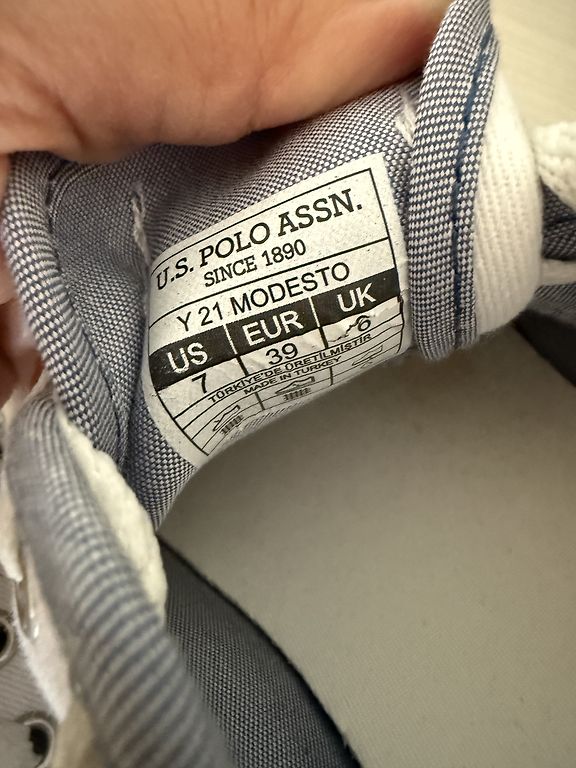 U.S. POLO ASSN.
SINCE 1890
Y 21 MODESTO
US EUR UK
7 39 6
TÜRKİYE'DE ÜRETİLMİŞTİR
MADE IN TURKEY